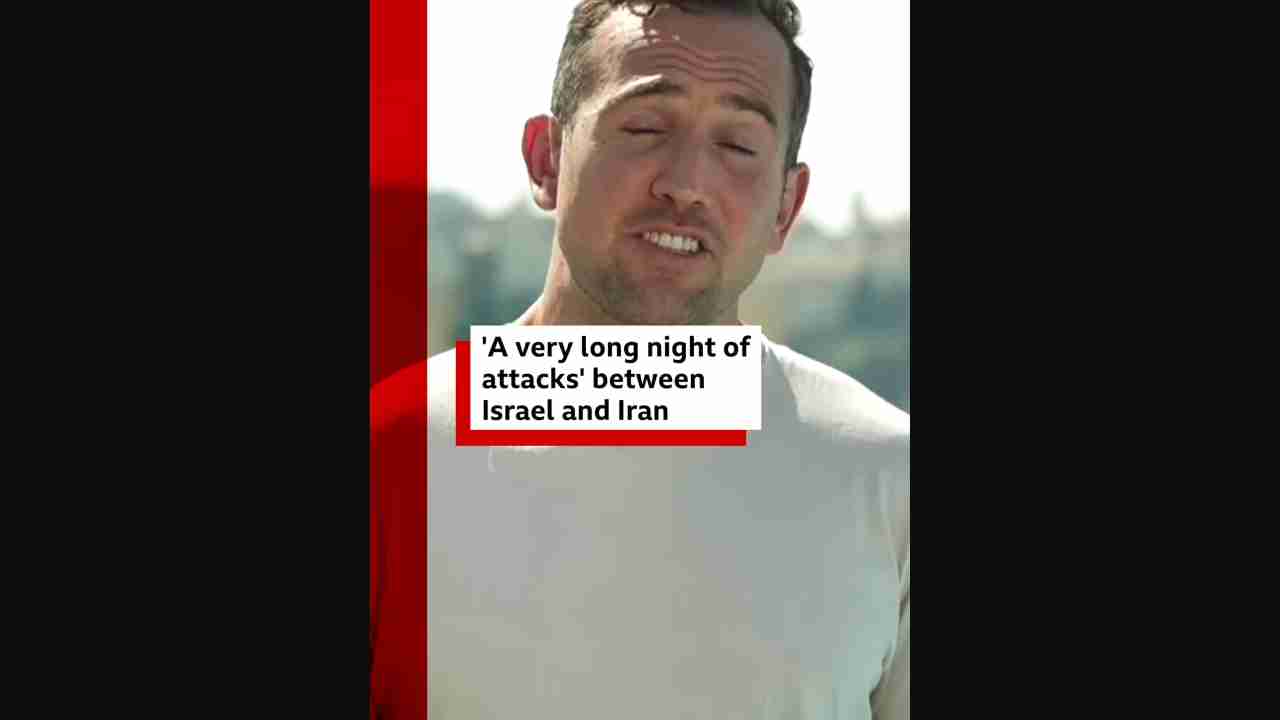 'A very long night of
attacks' between
Israel and Iran